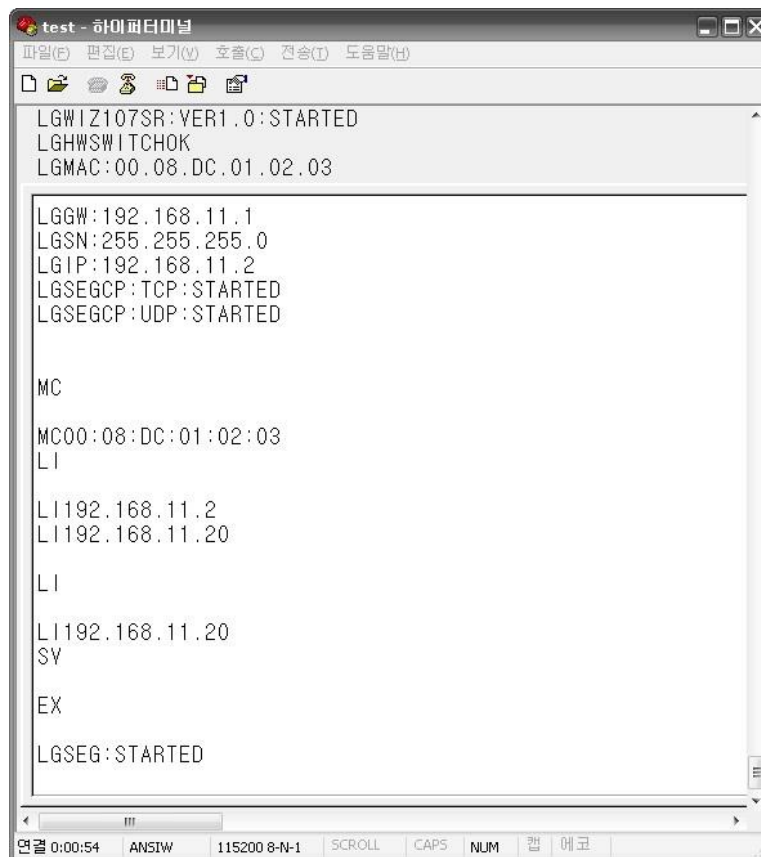 test - 하이퍼터미널
파일(F) 편집(E) 보기(V) 호출(C) 전송(T) 도움말(H)
LGWIZ107SR:VER1.0:STARTED
LGHWSWITCHOK
LGMAC:00.08.DC.01.02.03
LGGW:192.168.11.1
LGSN:255.255.255.0
LGIP:192.168.11.2
LGSEGCP:TCP:STARTED
LGSEGCP:UDP:STARTED
MC
MC00:08:DC:01:02:03
LI
LI192.168.11.2
LI192.168.11.20
LI
LI192.168.11.20
SV
EX
LGSEG:STARTED
연결 0:00:54 ANSIW 115200 8-N-1 SCROLL CAPS NUM 캡 에코